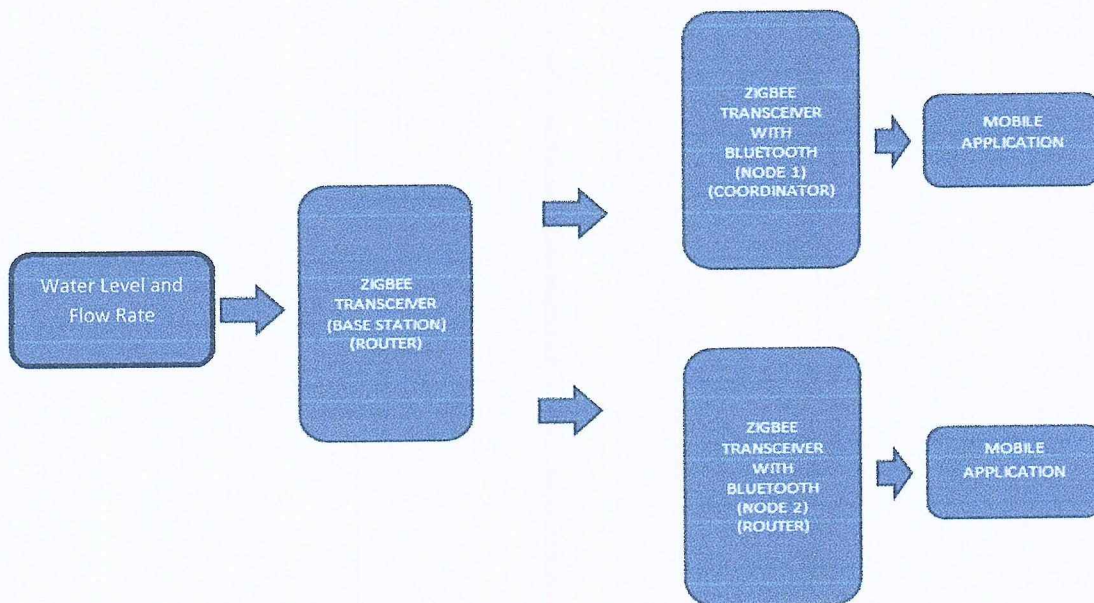 Water Level and
Flow Rate
ZIGBEE
TRANSCEIVER
(BASE STATION)
(ROUTER)
ZIGBEE
TRANSCEIVER
WITH
BLUETOOTH
(NODE 1)
(COORDINATOR)
MOBILE
APPLICATION
ZIGBEE
TRANSCEIVER
WITH
BLUETOOTH
(NODE 2)
(ROUTER)
MOBILE
APPLICATION